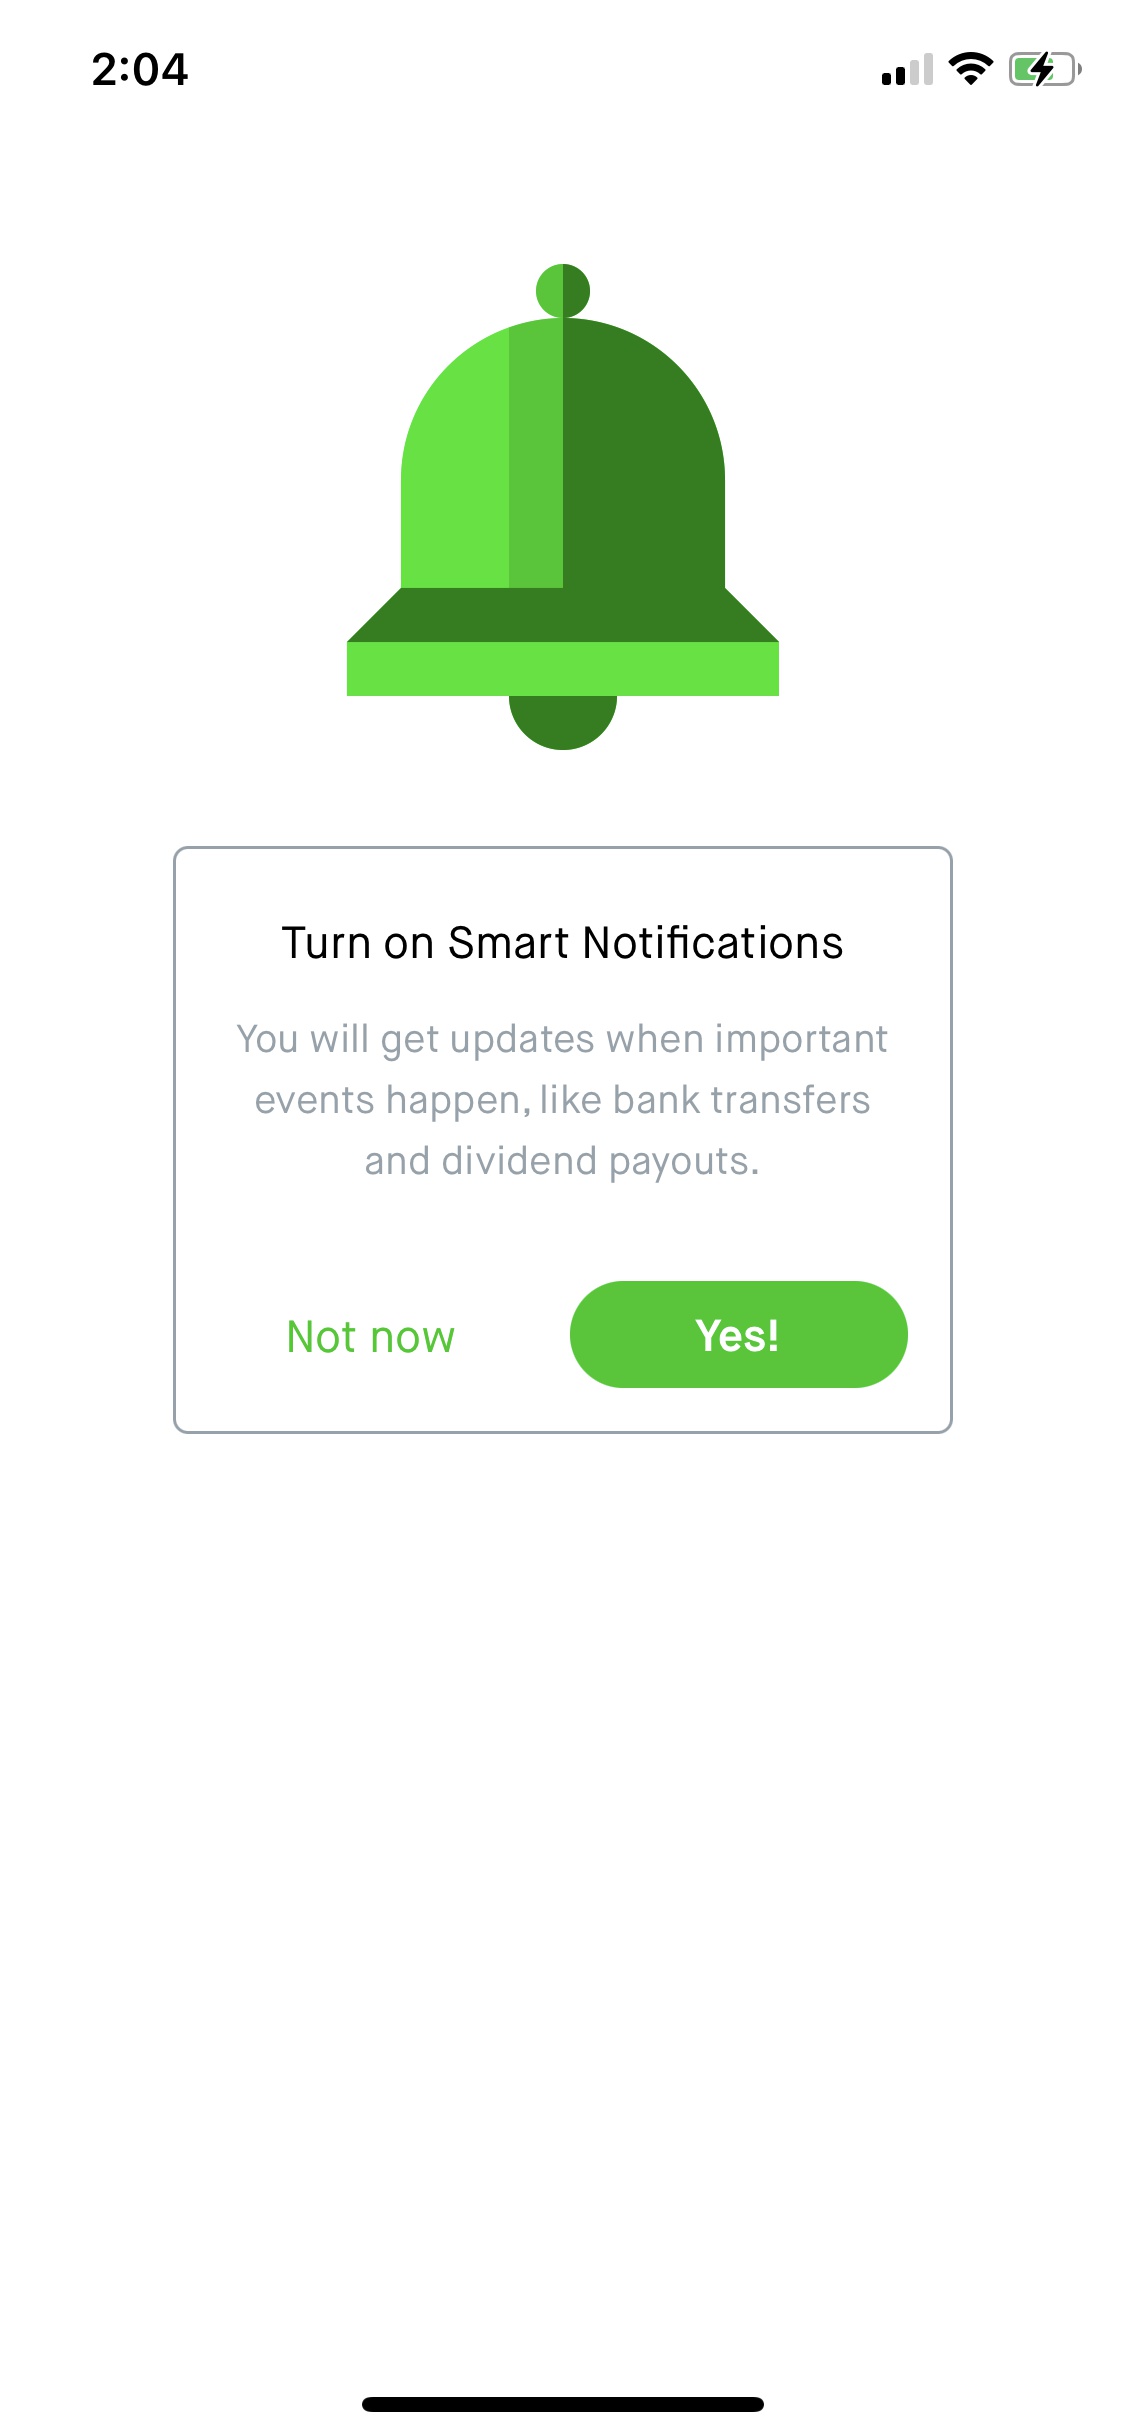 2:04
Turn on Smart Notifications
You will get updates when important
events happen, like bank transfers
and dividend payouts.
Not now
Yes!